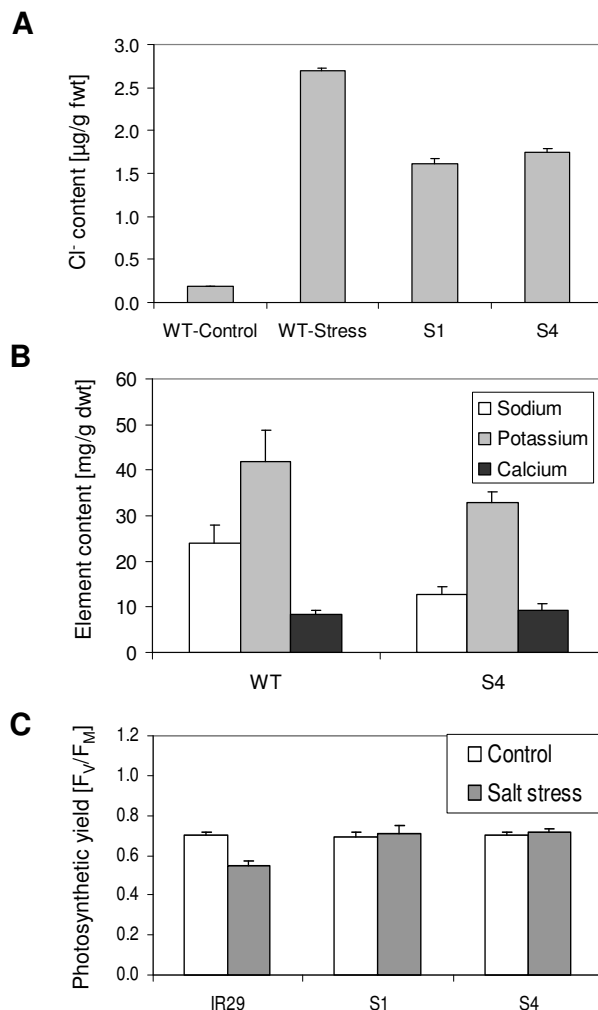 A
Cl⁻ content [µg/g fwt]
3.0
2.5
2.0
1.5
1.0
0.5
0.0
WT-Control WT-Stress S1 S4
B
Element content [mg/g dwt]
60
50
40
30
20
10
0
Sodium
Potassium
Calcium
WT S4
C
Photosynthetic yield [FV/FM]
1.2
1.0
0.8
0.6
0.4
0.2
0.0
Control
Salt stress
IR29 S1 S4